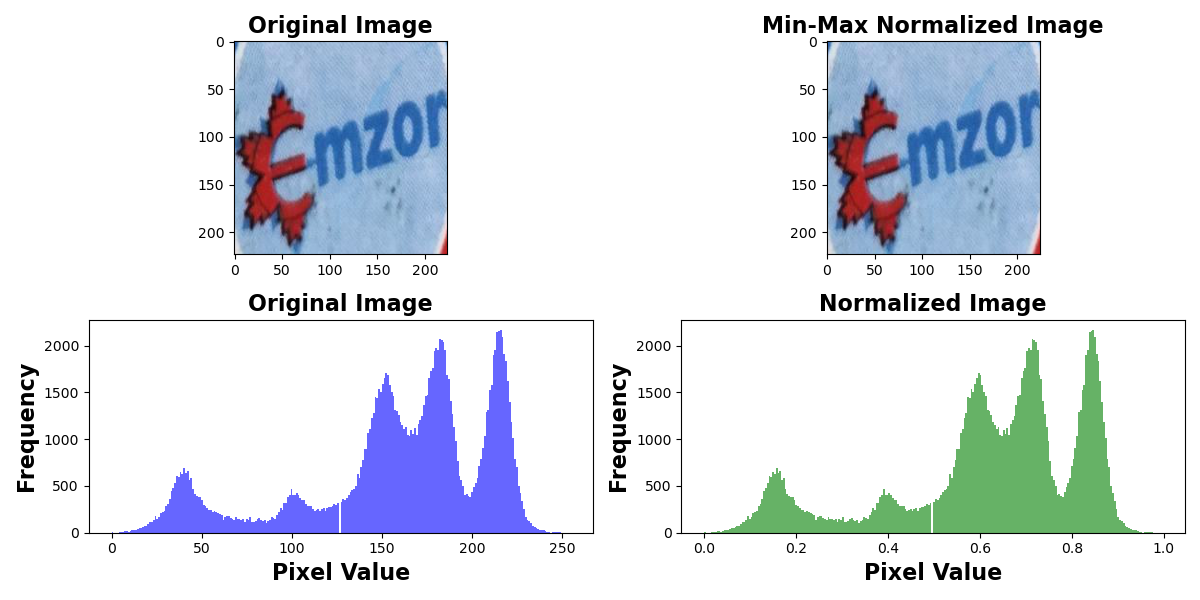 Original Image
Min-Max Normalized Image
0
50
100
150
200
0 50 100 150 200
€mzor
0
50
100
150
200
0 50 100 150 200
€mzor
Original Image
Normalized Image
Frequency
2000
1500
1000
500
0
0 50 100 150 200 250
Pixel Value
Frequency
2000
1500
1000
500
0
0.0 0.2 0.4 0.6 0.8 1.0
Pixel Value